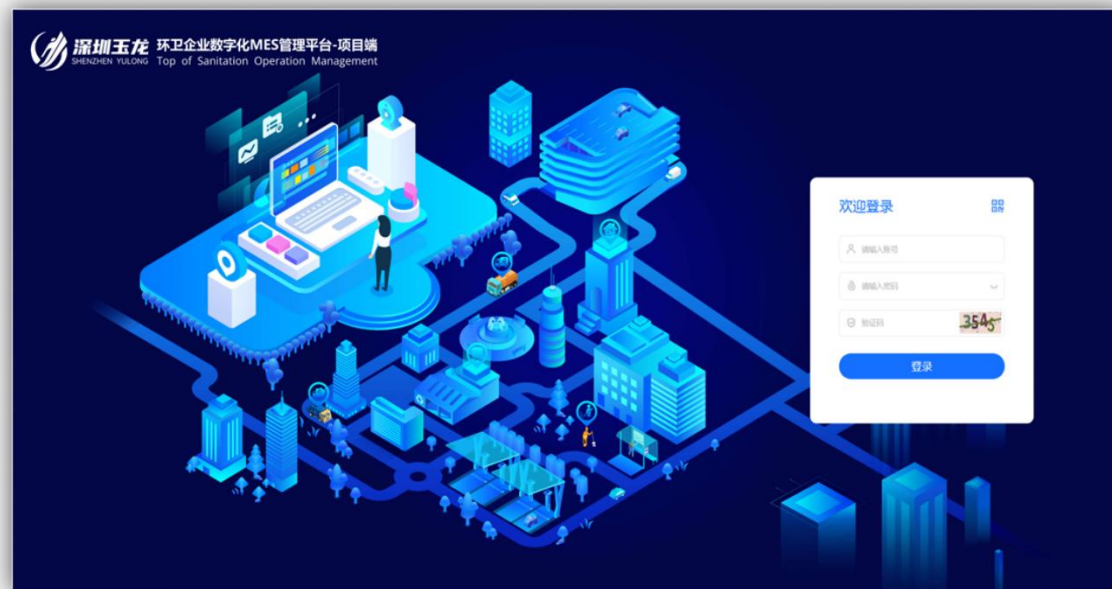 深圳玉龙
SHENZHEN YULONG
环卫企业数字化MES管理平台-项目端
Top of Sanitation Operation Management
欢迎登录
请输入账号
请输入密码
验证码
3545
登录